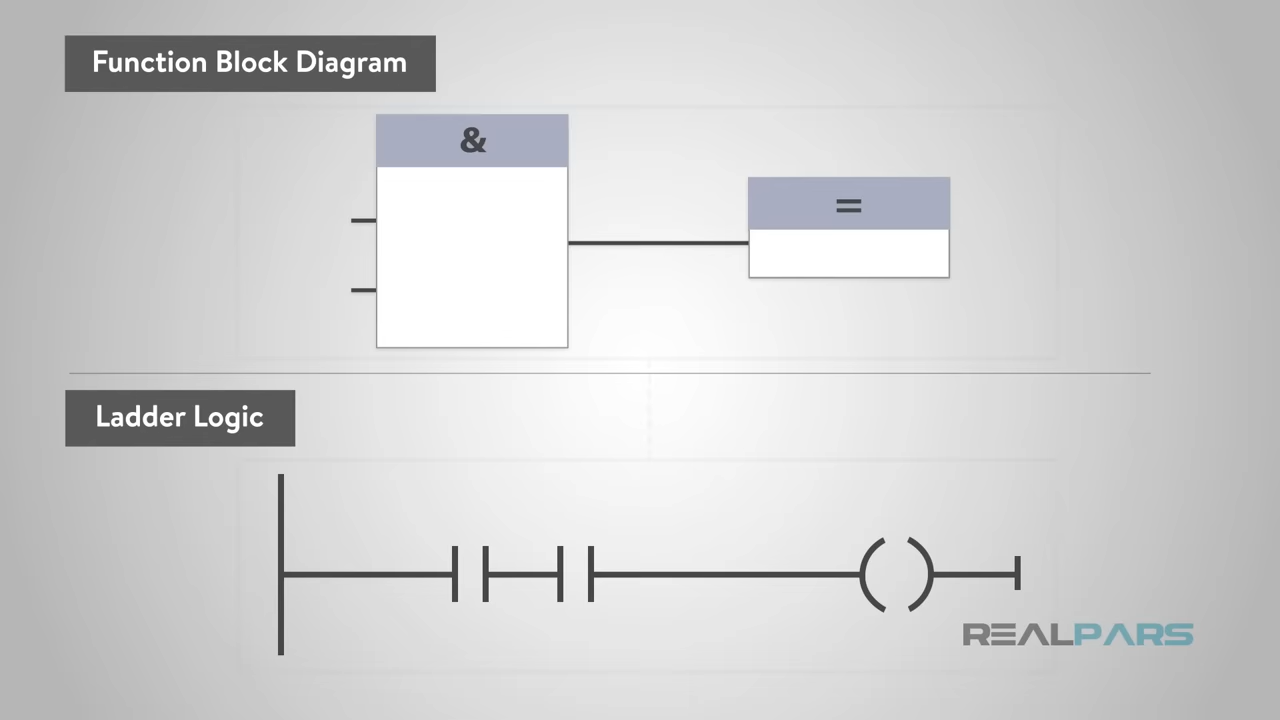 Function Block Diagram
&
=
Ladder Logic
REALPARS